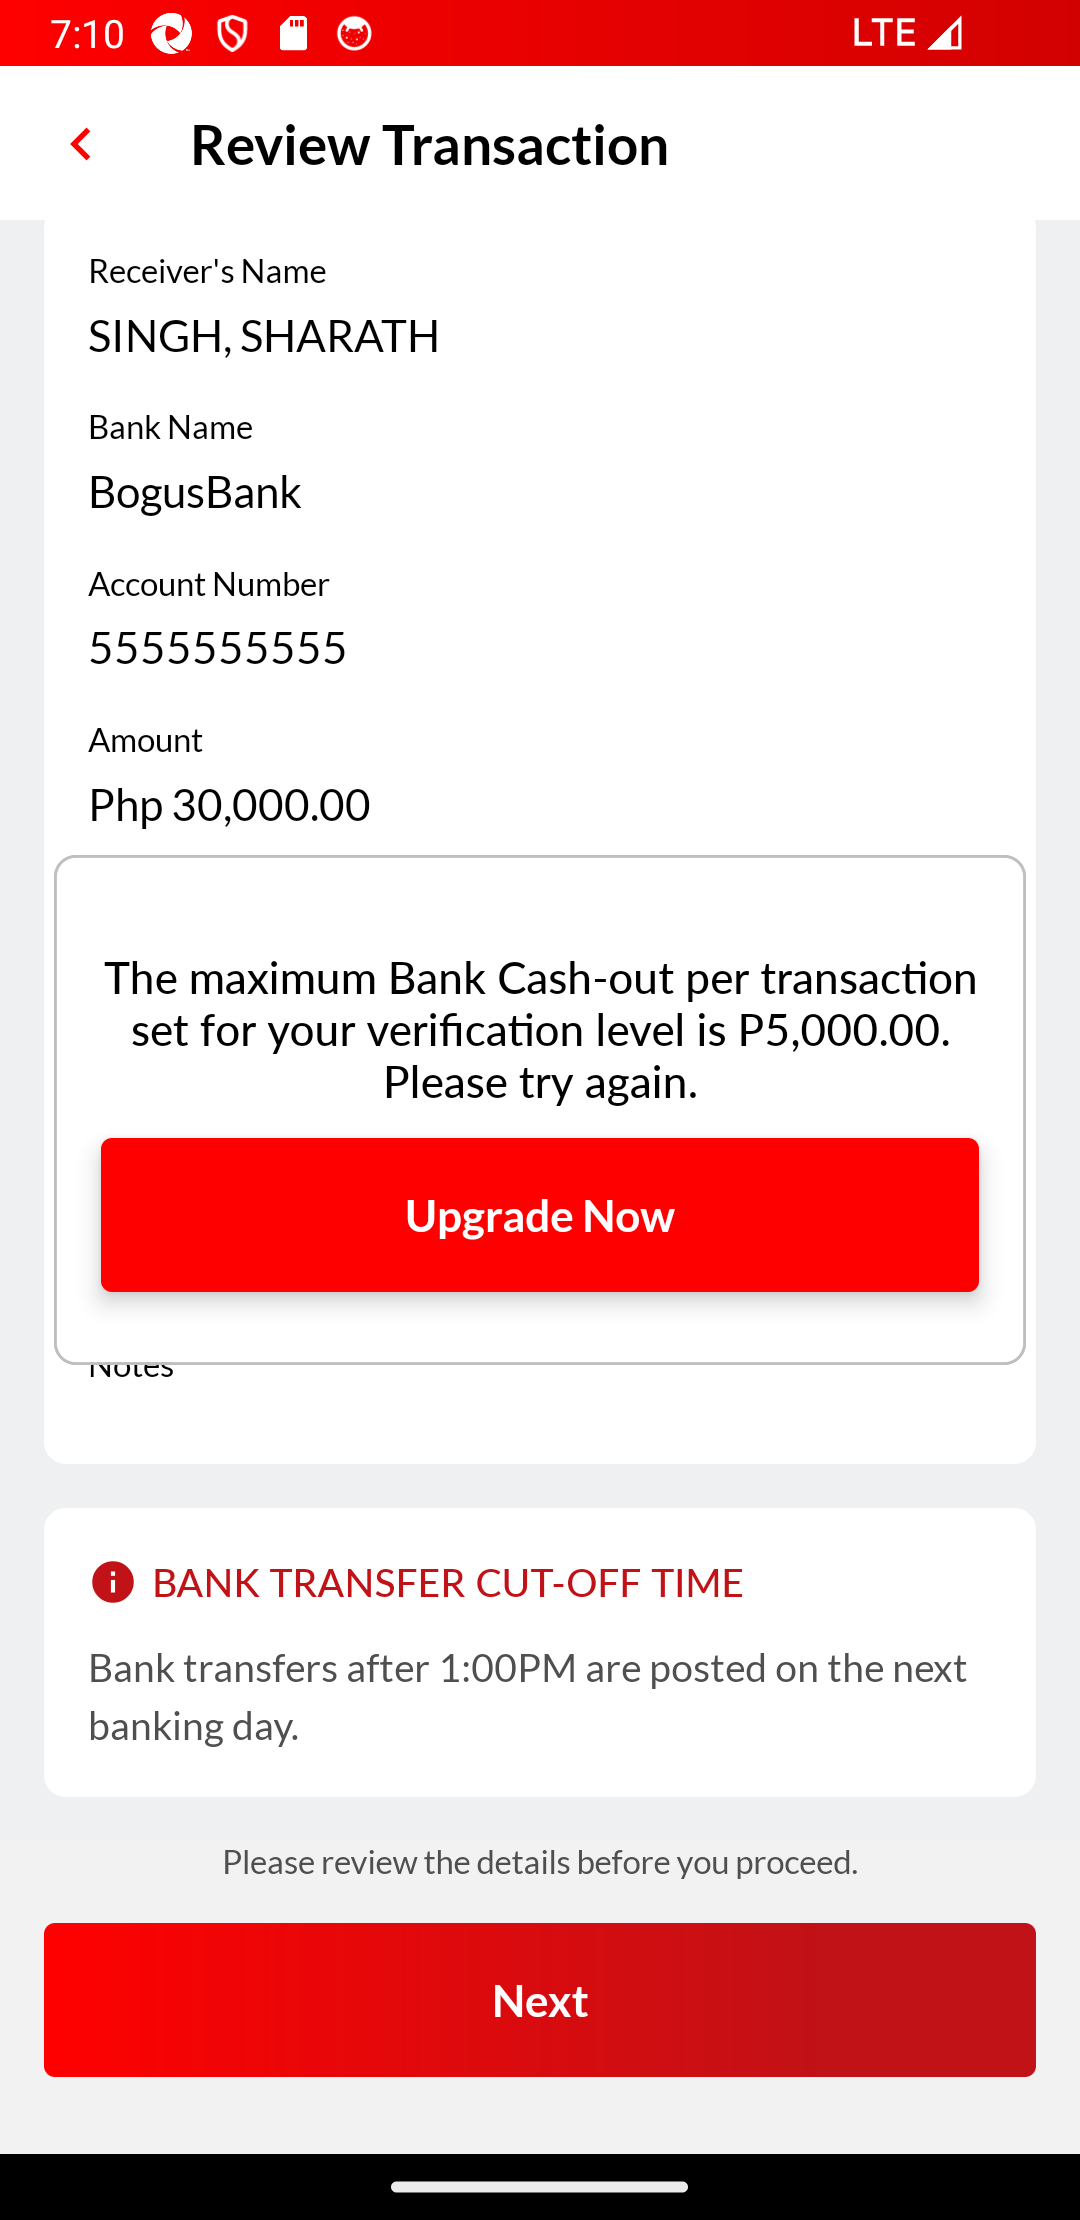 7:10
LTE
Review Transaction
Receiver's Name
SINGH, SHARATH
Bank Name
BogusBank
Account Number
5555555555
Amount
Php 30,000.00
The maximum Bank Cash-out per transaction
set for your verification level is P5,000.00.
Please try again.
Upgrade Now
Notes
BANK TRANSFER CUT-OFF TIME
Bank transfers after 1:00PM are posted on the next
banking day.
Please review the details before you proceed.
Next